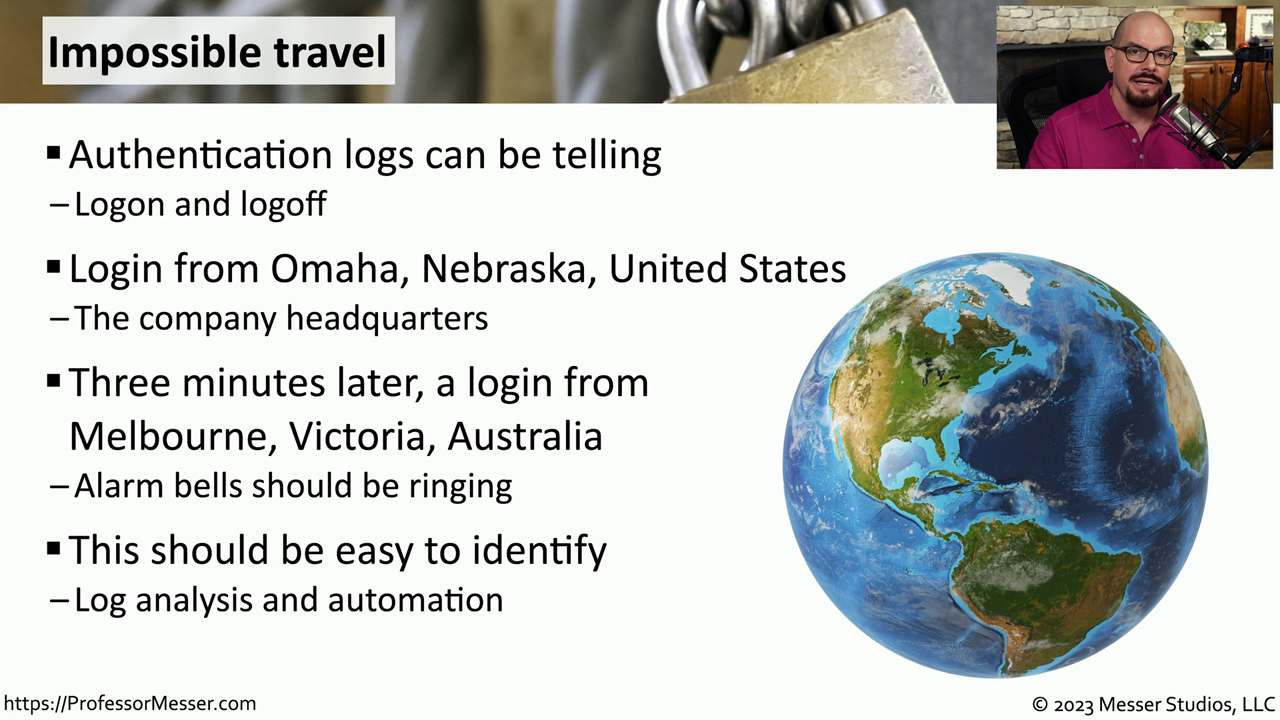 Impossible travel
▪ Authentication logs can be telling
– Logon and logoff
▪ Login from Omaha, Nebraska, United States
– The company headquarters
▪ Three minutes later, a login from
Melbourne, Victoria, Australia
– Alarm bells should be ringing
▪ This should be easy to identify
– Log analysis and automation
https://ProfessorMesser.com
© 2023 Messer Studios, LLC